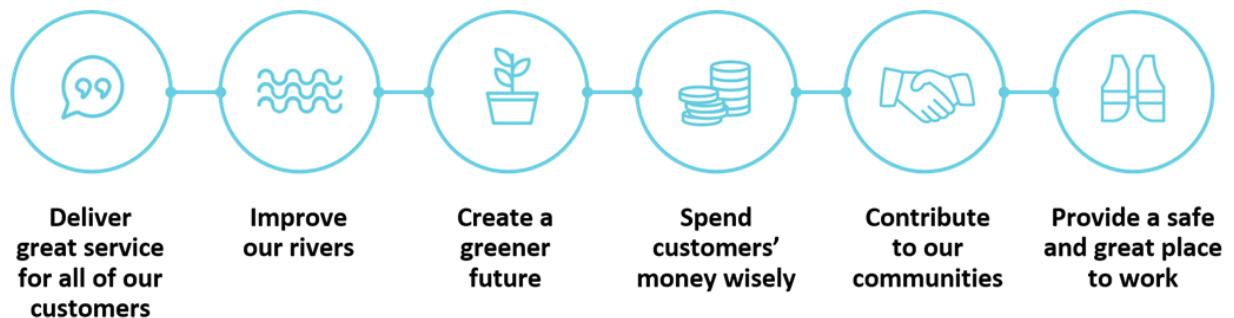 Deliver
great service
for all of our
customers
Improve
our rivers
Create a
greener
future
Spend
customers’
money wisely
Contribute
to our
communities
Provide a safe
and great place
to work